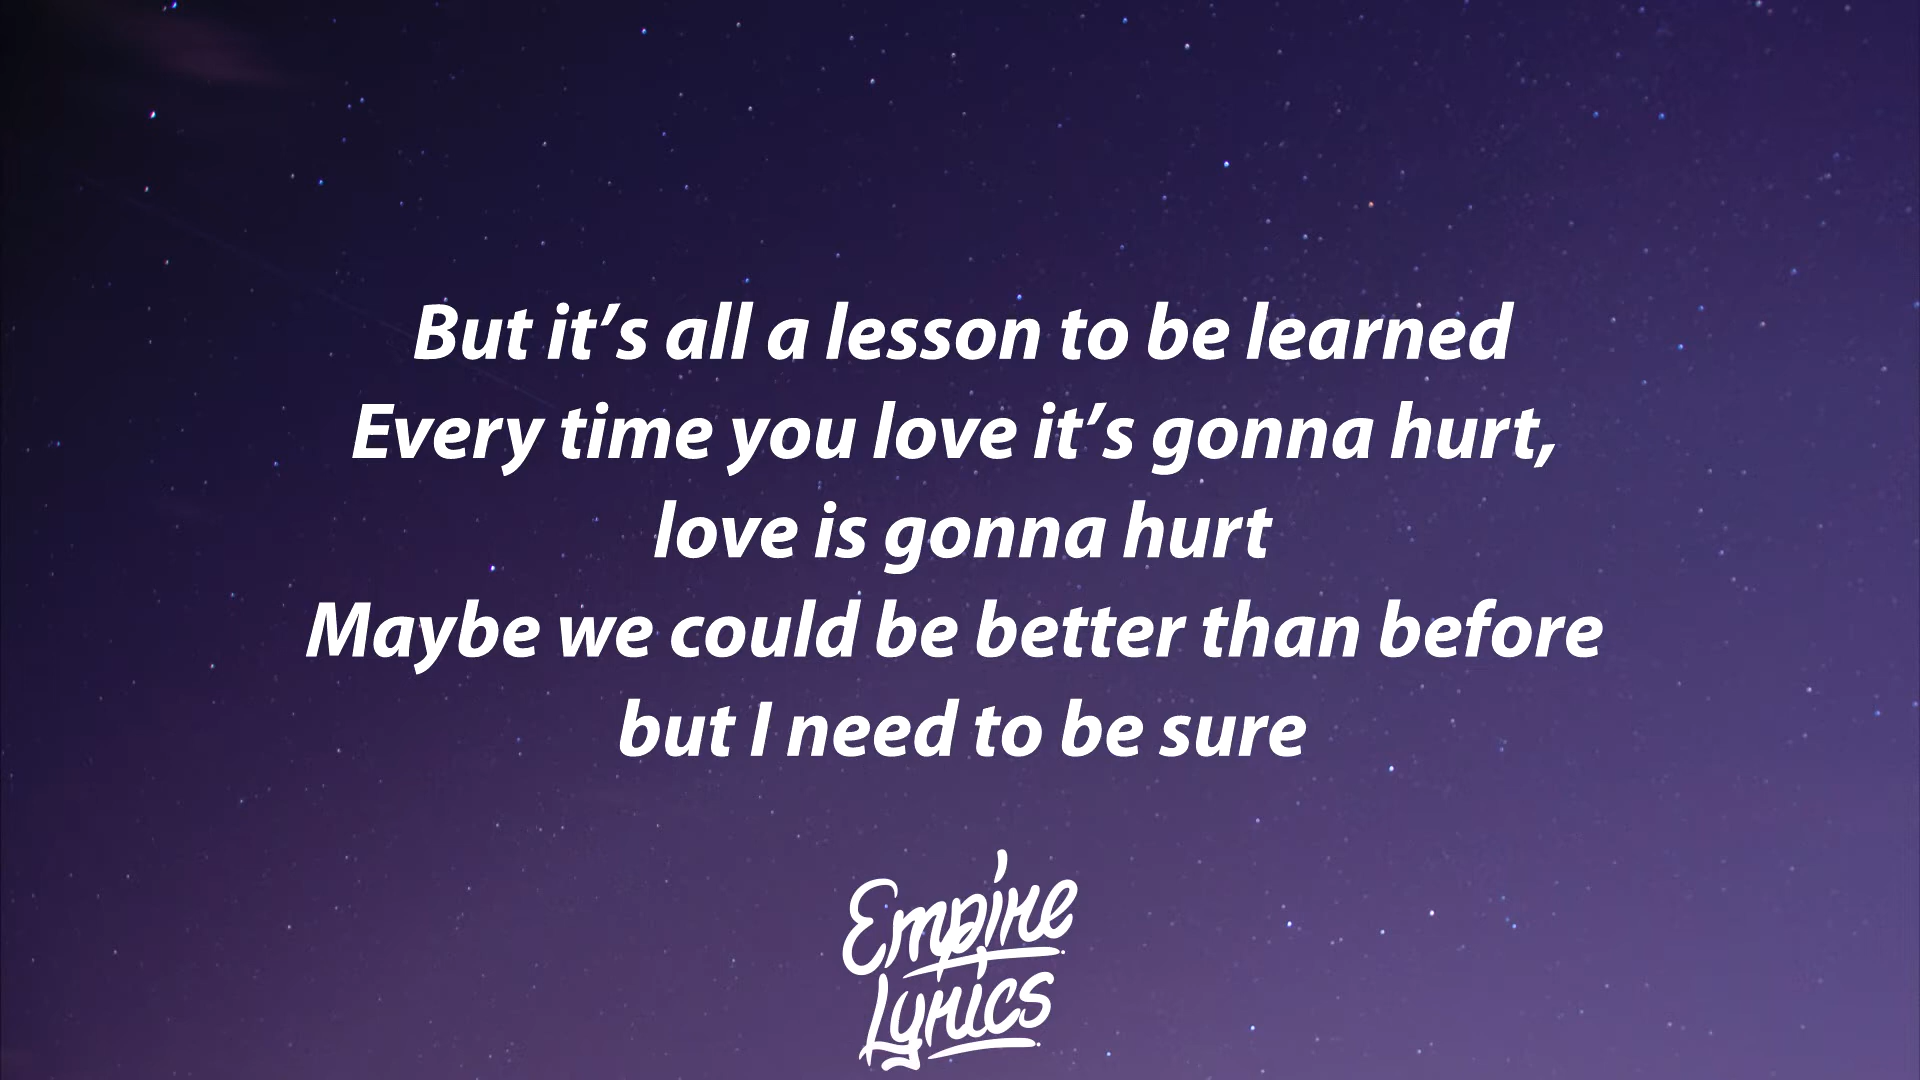 But it’s all a lesson to be learned
Every time you love it’s gonna hurt,
love is gonna hurt
Maybe we could be better than before
but I need to be sure
Empire
Lyrics